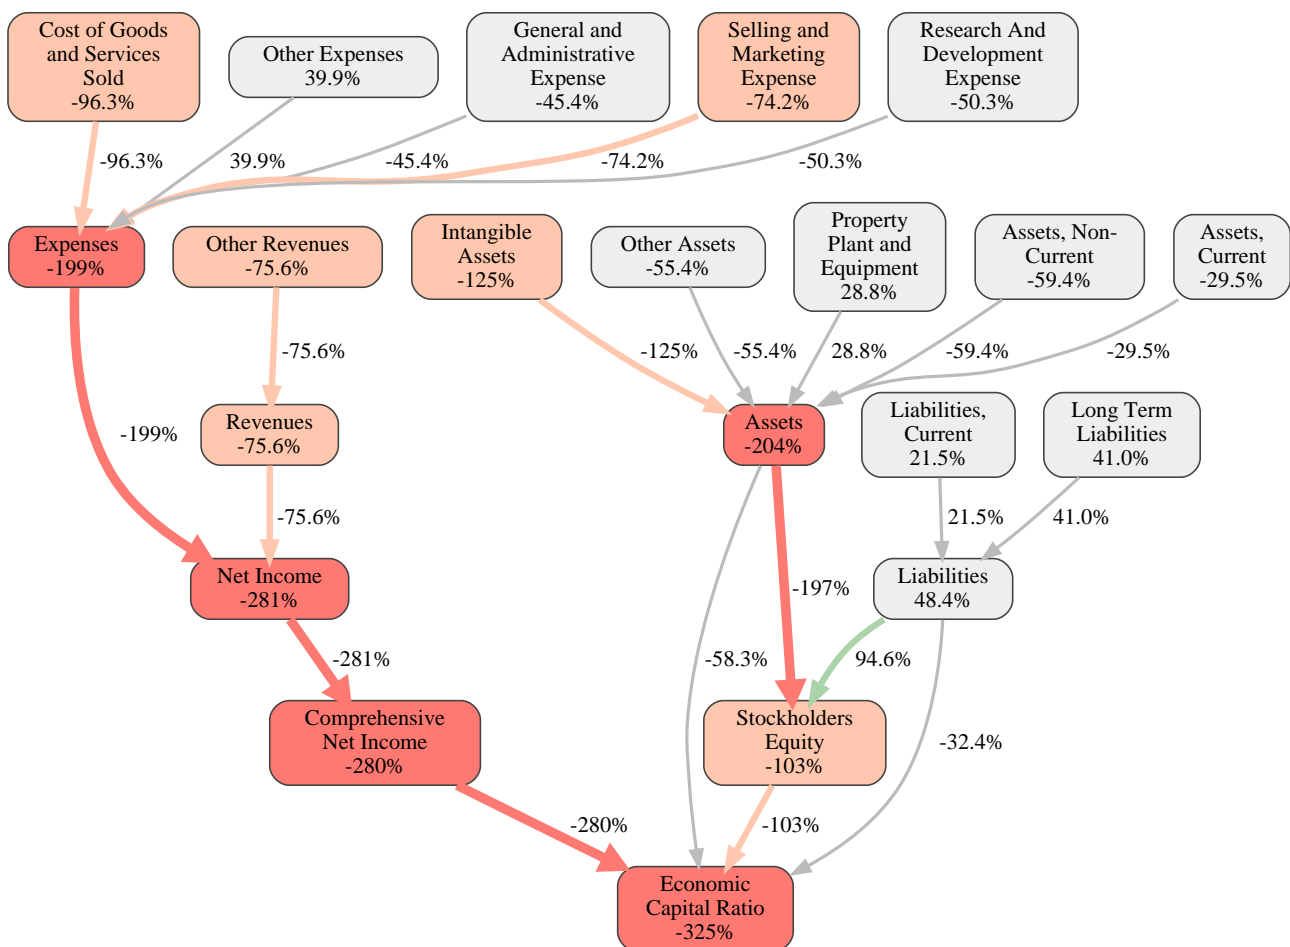 Cost of Goods
and Services
Sold
-96.3%
Other Expenses
39.9%
General and
Administrative
Expense
-45.4%
Selling and
Marketing
Expense
-74.2%
Research And
Development
Expense
-50.3%
-96.3%
39.9%
-45.4%
-74.2%
-50.3%
Expenses
-199%
Other Revenues
-75.6%
Intangible
Assets
-125%
Other Assets
-55.4%
Property
Plant and
Equipment
28.8%
Assets, Non-
Current
-59.4%
Assets,
Current
-29.5%
-75.6%
-125%
-55.4%
28.8%
-59.4%
-29.5%
-199%
Revenues
-75.6%
Assets
-204%
Liabilities,
Current
21.5%
Long Term
Liabilities
41.0%
-75.6%
-197%
21.5%
41.0%
Net Income
-281%
Liabilities
48.4%
-281%
-58.3%
94.6%
-32.4%
Comprehensive
Net Income
-280%
Stockholders
Equity
-103%
-280%
-103%
Economic
Capital Ratio
-325%